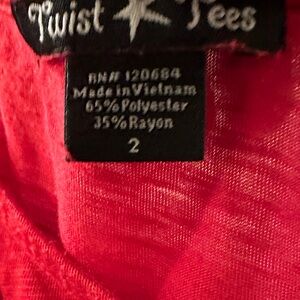 Twist Tees
RN# 120684
Made in Vietnam
65% Polyester
35% Rayon
2